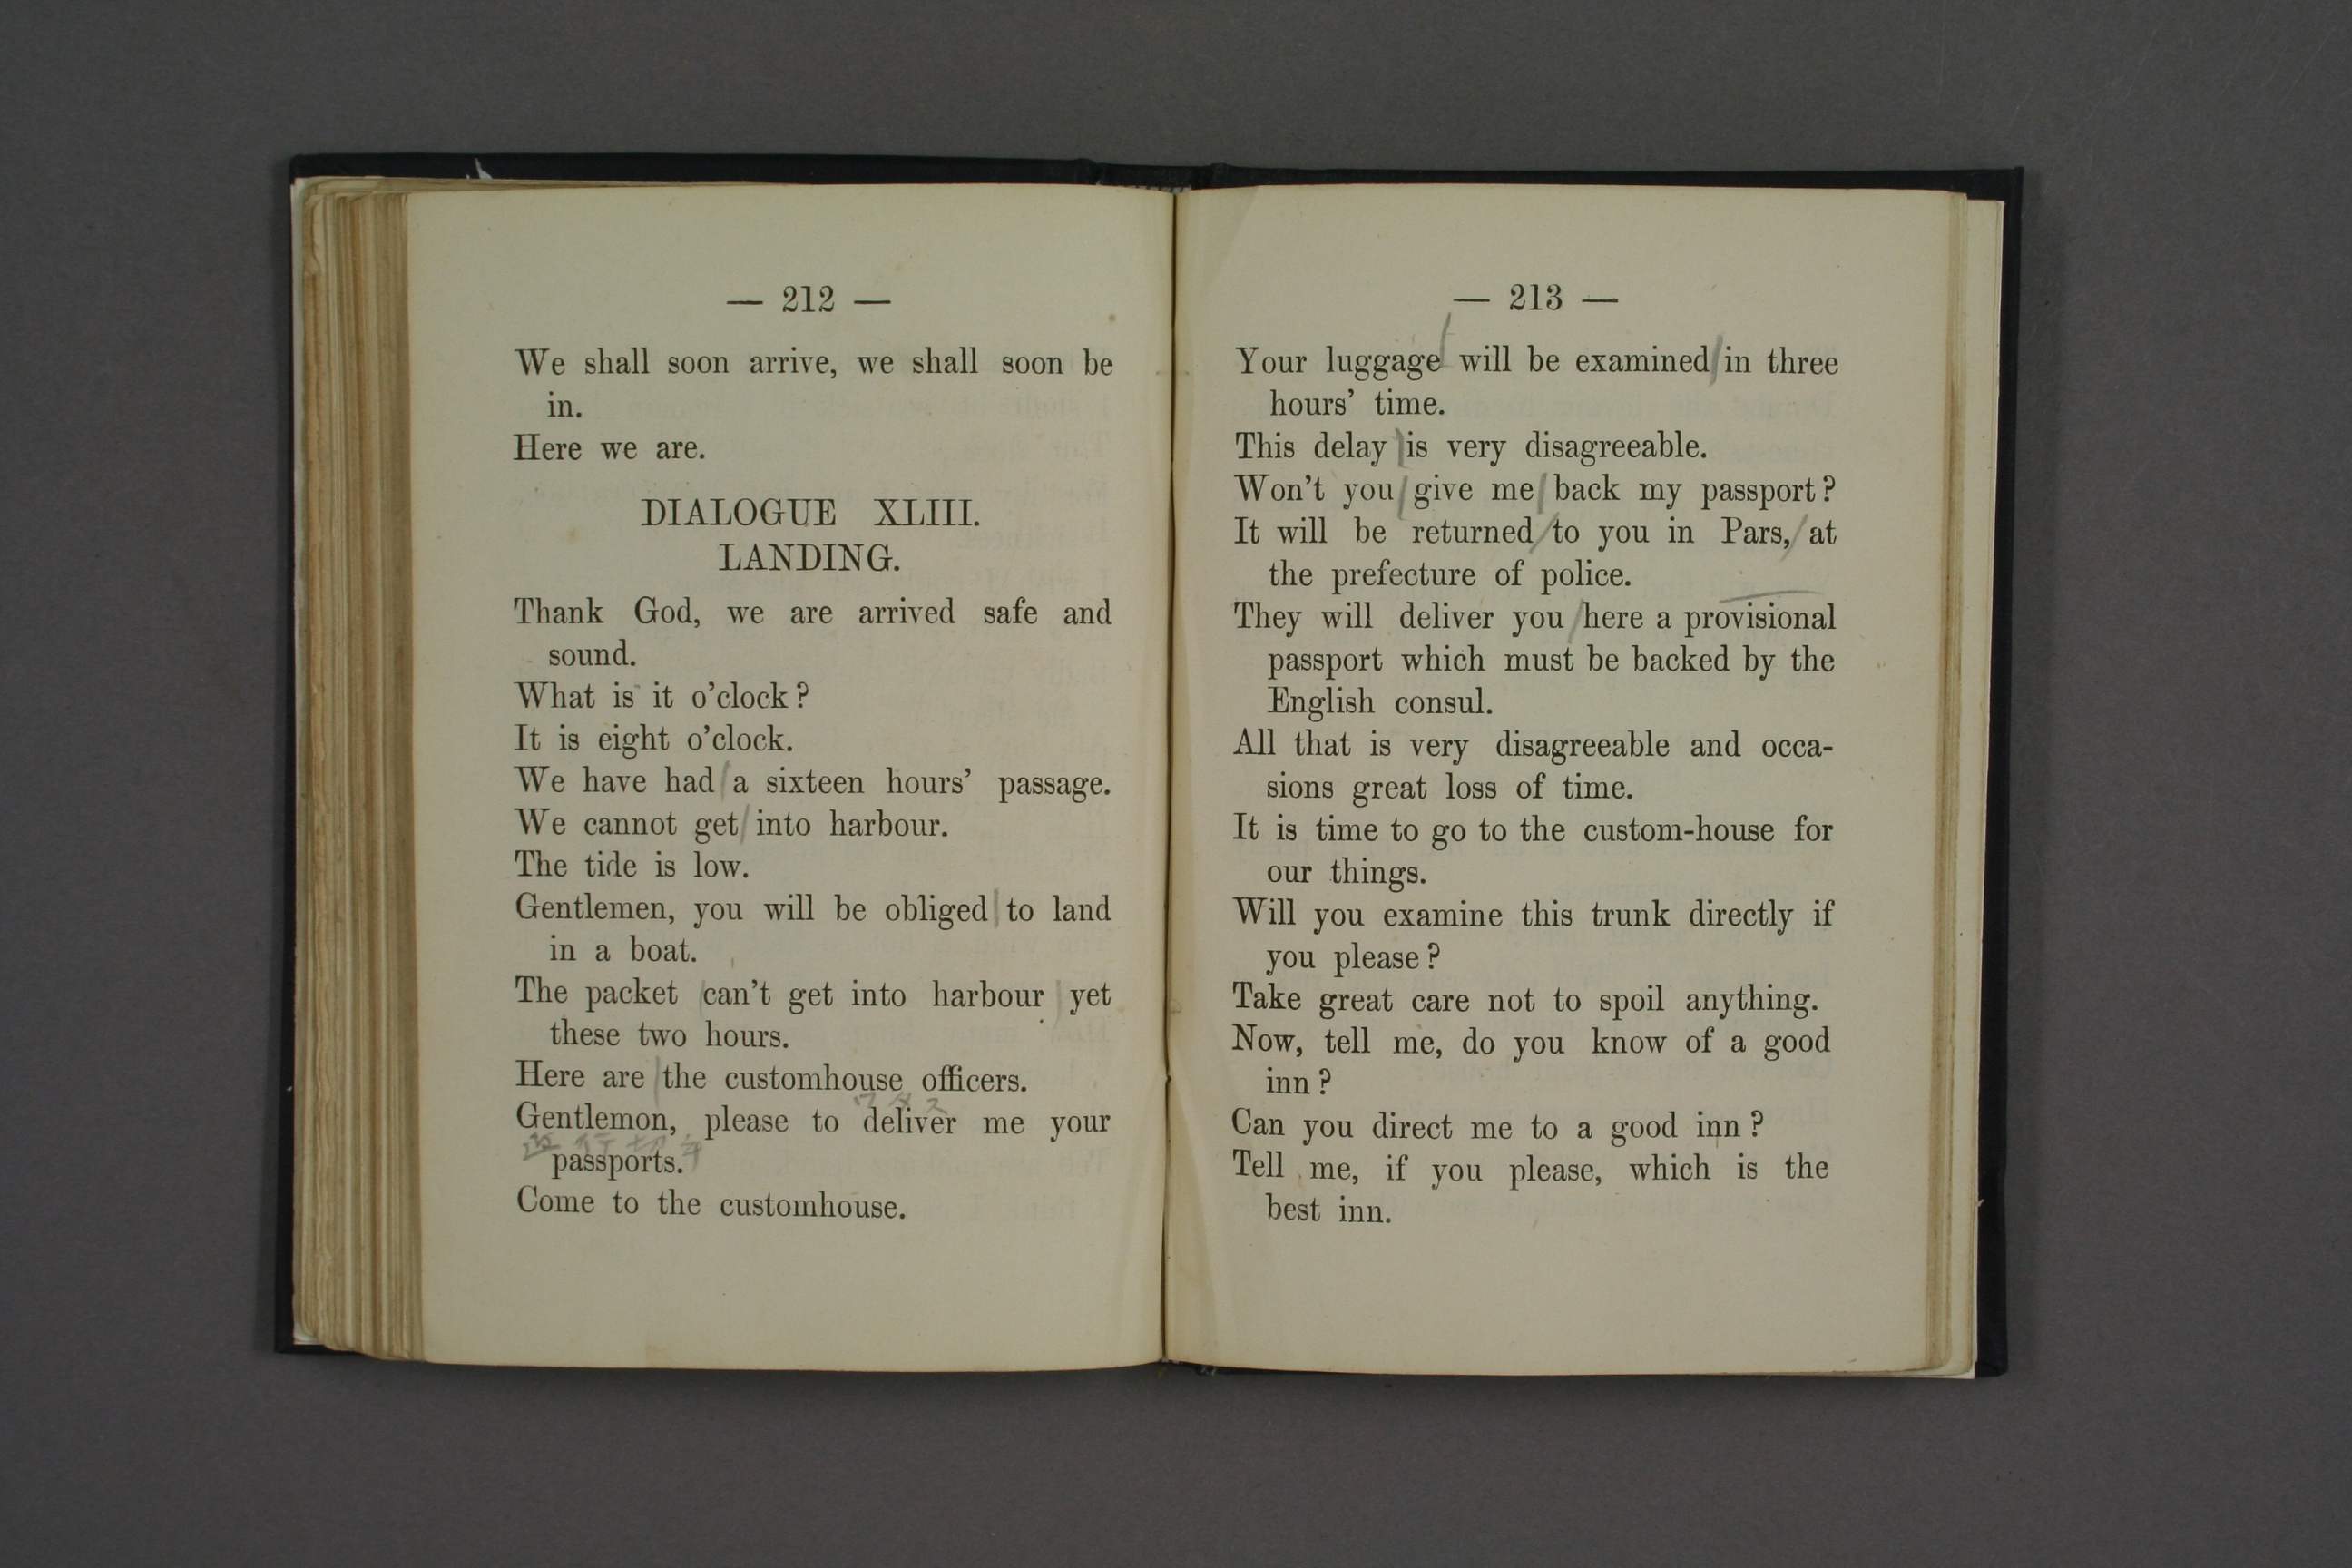 — 212 —
We shall soon arrive, we shall soon be
in.
Here we are.
DIALOGUE XLIII.
LANDING.
Thank God, we are arrived safe and
sound.
What is it o'clock?
It is eight o'clock.
We have had a sixteen hours' passage.
We cannot get into harbour.
The tide is low.
Gentlemen, you will be obliged to land
in a boat.
The packet can't get into harbour yet
these two hours.
Here are the customhouse officers.
ワタス
Gentlemon, please to deliver me your
passports.
Come to the customhouse.
— 213 —
Your luggage will be examined in three
hours' time.
This delay is very disagreeable.
Won't you give me back my passport?
It will be returned to you in Pars, at
the prefecture of police.
They will deliver you here a provisional
passport which must be backed by the
English consul.
All that is very disagreeable and occa-
sions great loss of time.
It is time to go to the custom-house for
our things.
Will you examine this trunk directly if
you please?
Take great care not to spoil anything.
Now, tell me, do you know of a good
inn?
Can you direct me to a good inn?
Tell me, if you please, which is the
best inn.